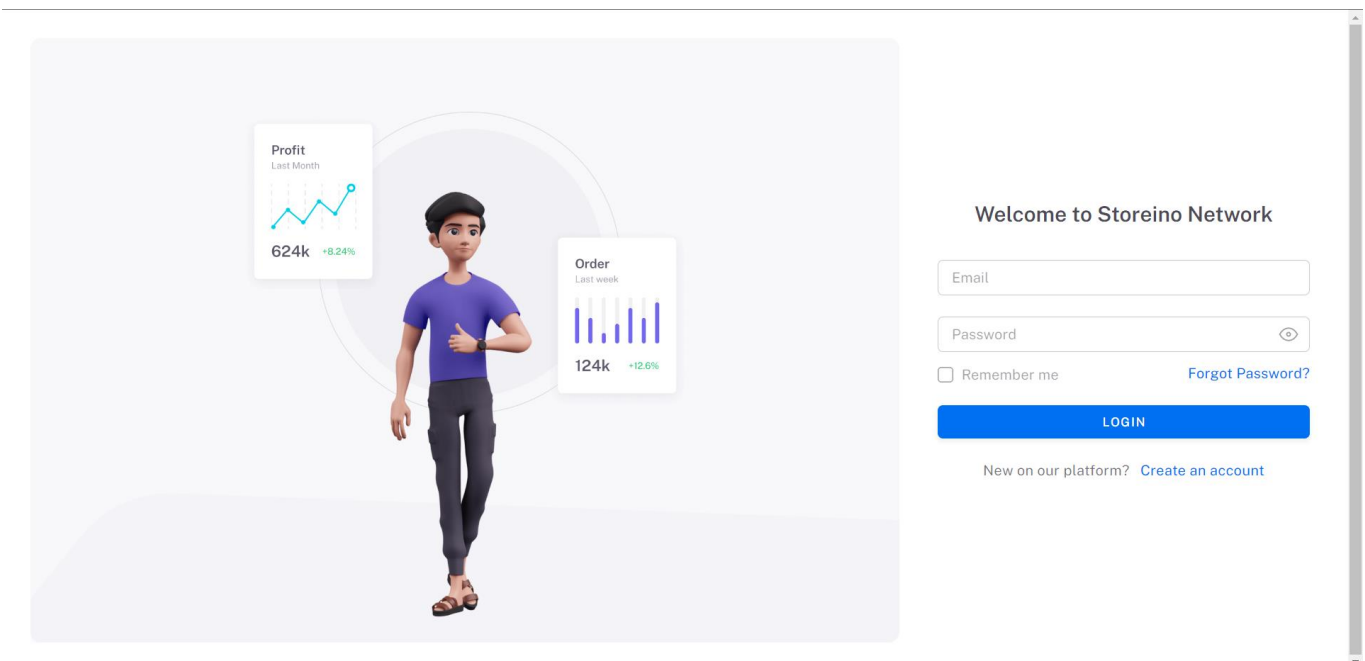 Profit
Last Month
624k +8.24%
Order
Last week
124k +12.6%
Welcome to Storeino Network
Email
Password
Remember me Forgot Password?
LOGIN
New on our platform? Create an account